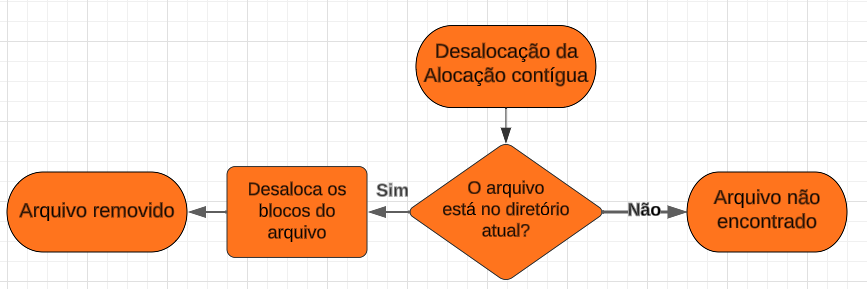 Desalocação da
Alocação contígua
O arquivo
está no diretório
atual?
Sim
Desaloca os
blocos do
arquivo
Arquivo removido
Não
Arquivo não
encontrado